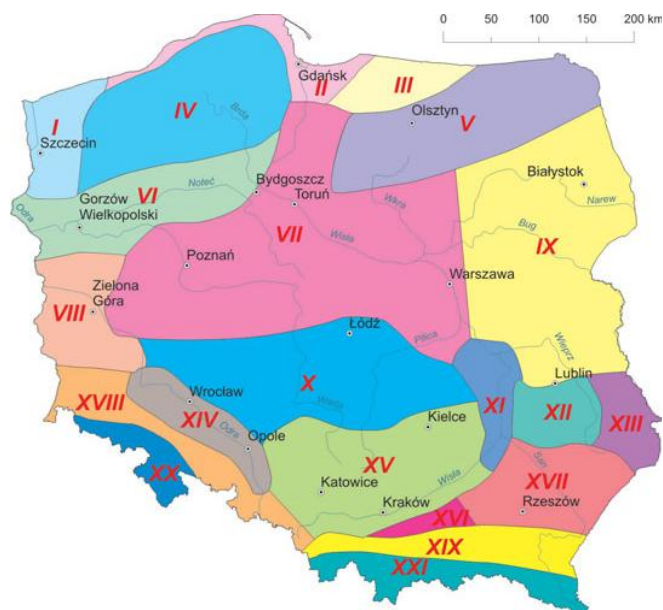 0 50 100 150 200 km
Gdańsk
II
III
I
IV
Brda
Olsztyn
V
Szczecin
Białystok
Gorzów
Wielkopolski
VI
Noteć
Bydgoszcz
Toruń
Wkra
Narew
Odra
VII
Wisła
Bug
IX
Poznań
Warszawa
Zielona
Góra
VIII
Łódź
Pilica
Wieprz
Lublin
XVIII
Wrocław
X
Warta
XI
XII
XIII
XIV
Odra
Opole
Kielce
XV
XX
Katowice
Wisła
San
XVII
Kraków
XVI
Rzeszów
XIX
XXI